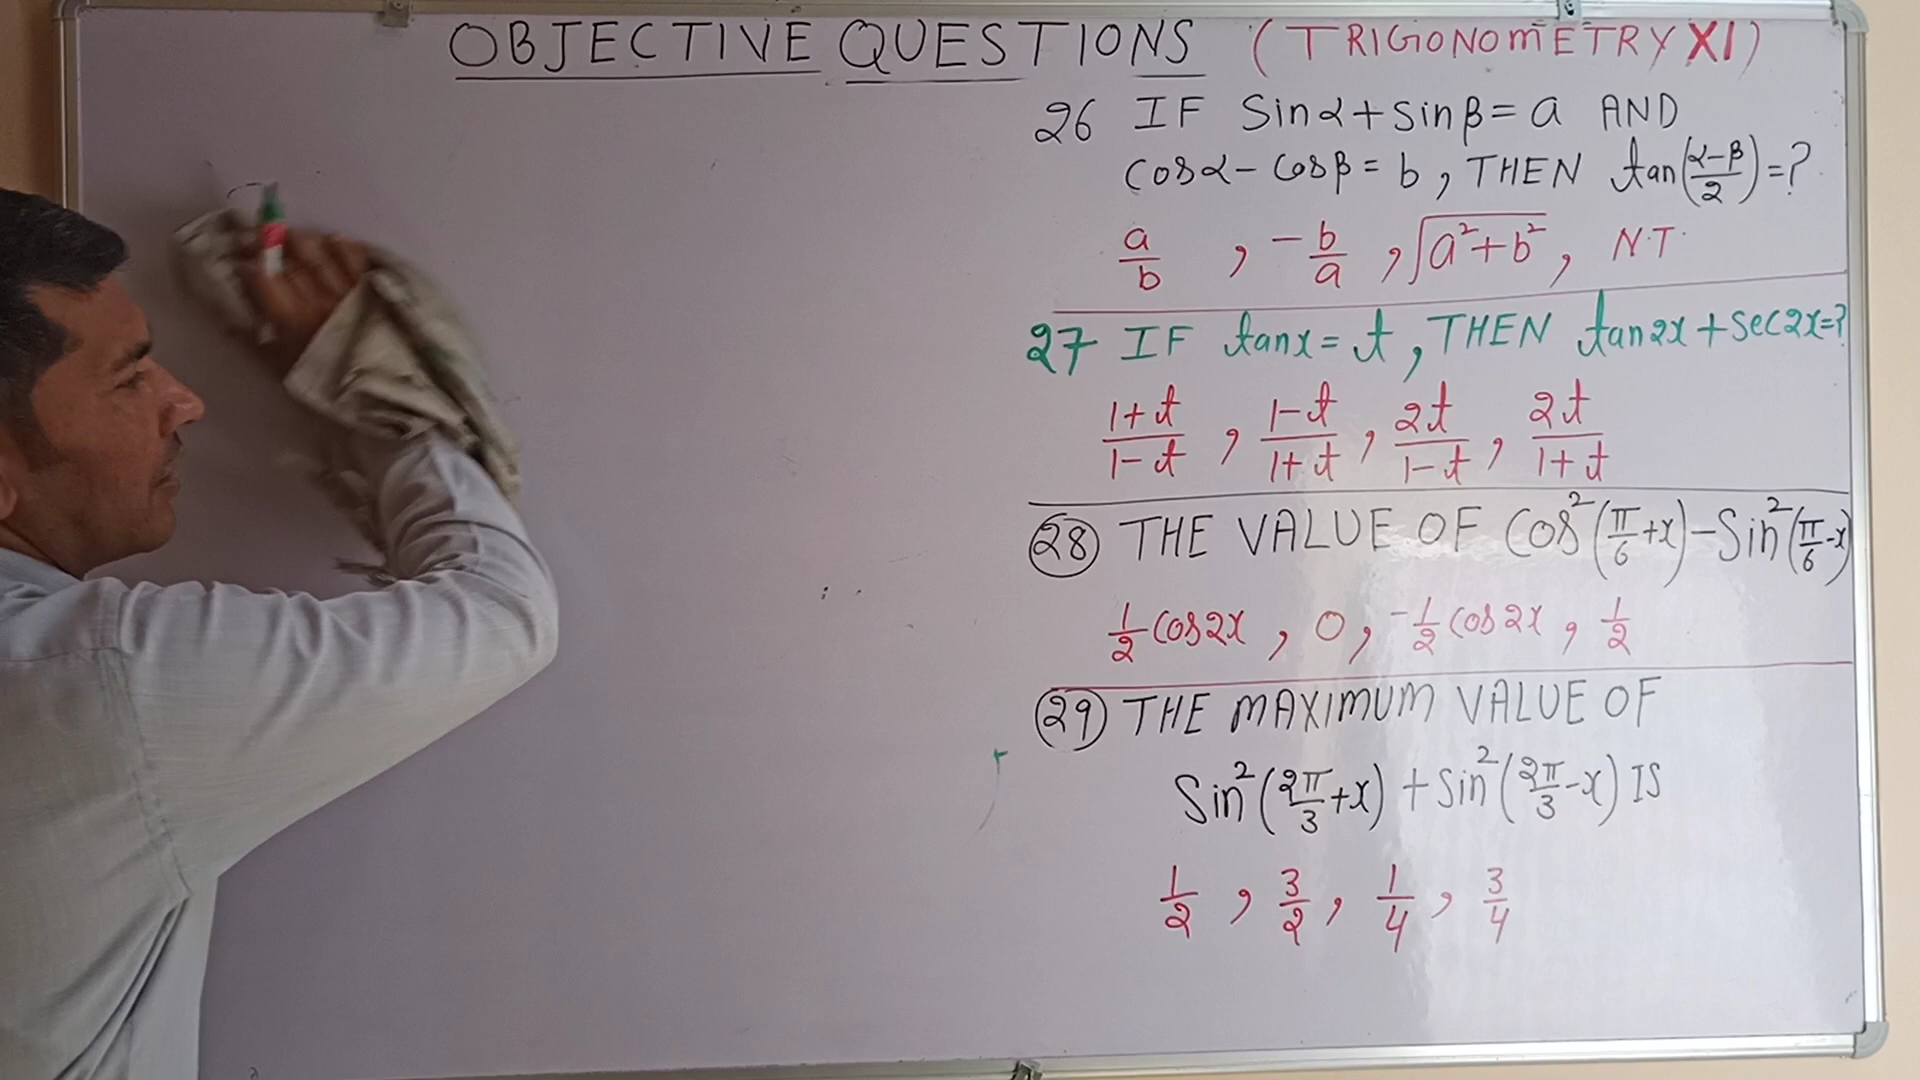 OBJECTIVE QUESTIONS (TRIGONOMETRY XI)
26 IF Sinα + Sinβ = a AND
Cosα - Cosβ = b, THEN tan((α-β)/2) = ?
a/b, -b/a, √(a²+b²), N.T.
27 IF tanx = t, THEN tan2x + Sec2x = ?
(1+t)/(1-t), (1-t)/(1+t), 2t/(1-t), 2t/(1+t)
(28) THE VALUE OF Cos²(π/6+x) - Sin²(π/6-x)
1/2 Cos2x, 0, -1/2 Cos2x, 1/2
(29) THE MAXIMUM VALUE OF
Sin²(2π/3+x) + Sin²(2π/3-x) IS
1/2, 3/2, 1/4, 3/4